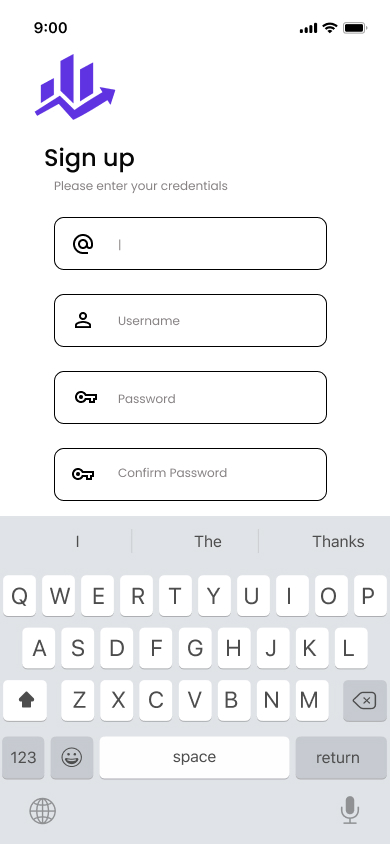 9:00
Sign up
Please enter your credentials
|
Username
Password
Confirm Password
I The Thanks
Q W E R T Y U I O P
A S D F G H J K L
Z X C V B N M
123 space return